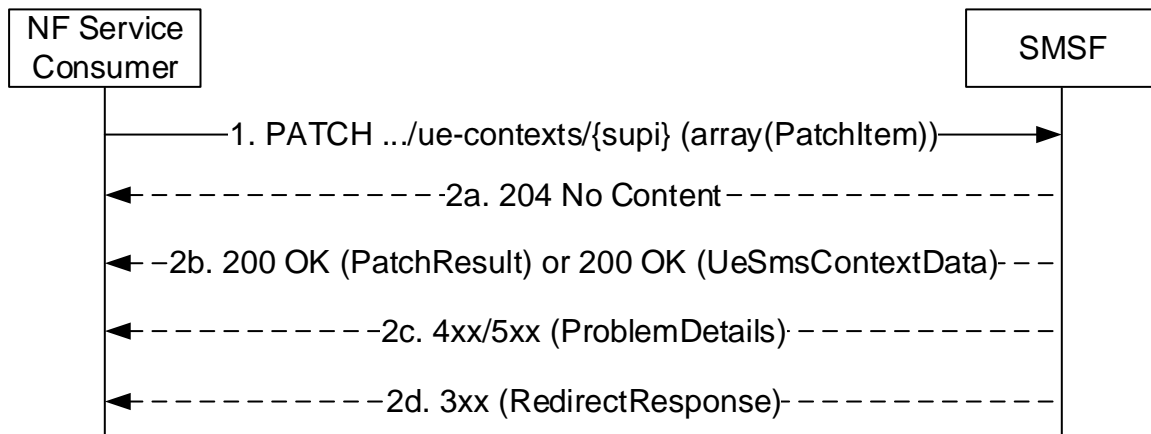 NF Service
Consumer
SMSF
1. PATCH .../ue-contexts/{supi} (array(PatchItem))
2a. 204 No Content
2b. 200 OK (PatchResult) or 200 OK (UeSmsContextData)
2c. 4xx/5xx (ProblemDetails)
2d. 3xx (RedirectResponse)